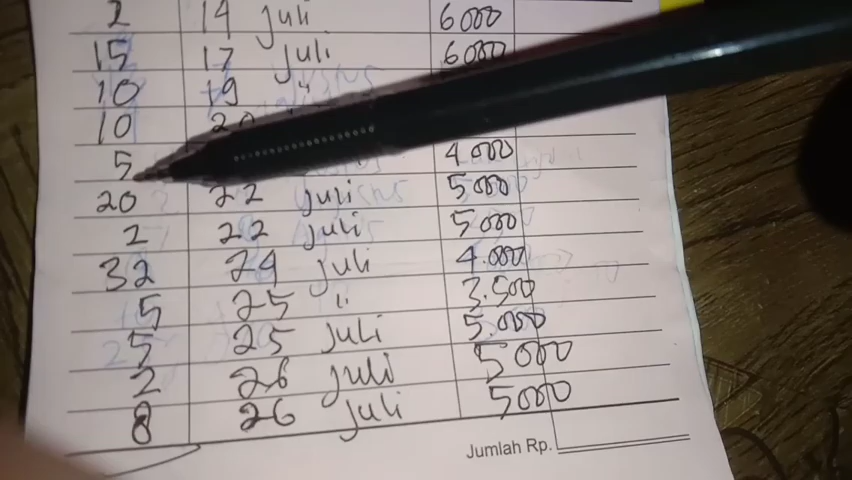 2 14 juli 6000
15 17 juli 6000
10 19 "
10 20
5 4000
20 22 juli 5000
2 22 juli 5000
32 24 juli 4.000
5 25 " 3.500
5 25 juli 5.000
2 26 juli 5000
8 26 juli 5000
Jumlah Rp.